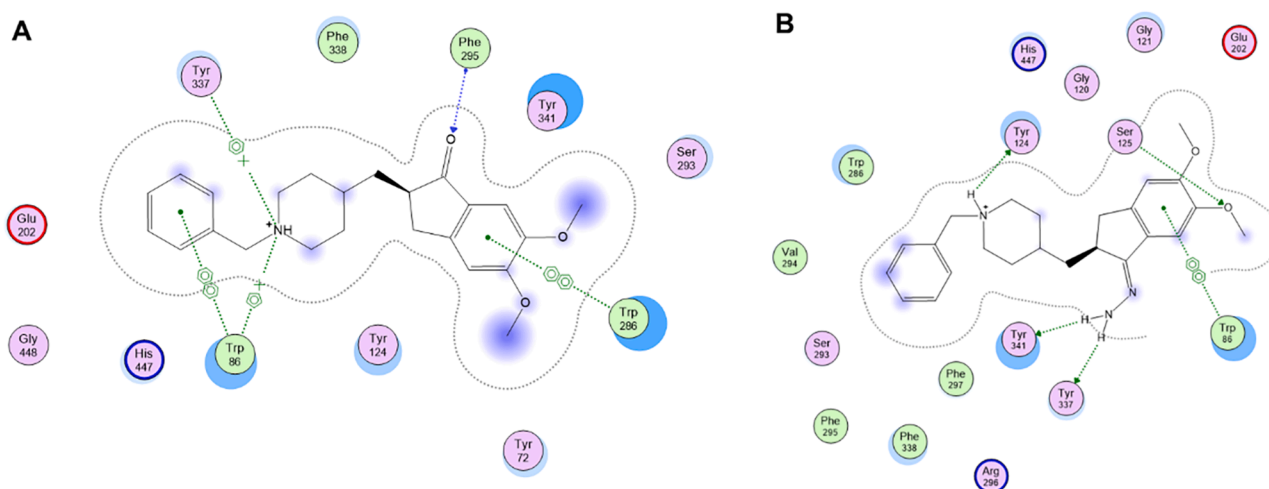 A
Phe
338
Phe
295
Tyr
337
Tyr
341
Ser
293
O
Glu
202
+
NH
O
O
Gly
448
His
447
Trp
86
Tyr
124
Trp
286
Tyr
72
B
Gly
121
Glu
202
His
447
Gly
120
Tyr
124
Ser
125
Trp
286
O
H
N
+
O
Val
294
N
H
N
H
Tyr
341
Trp
86
Ser
293
Phe
297
Tyr
337
Phe
295
Phe
338
Arg
296